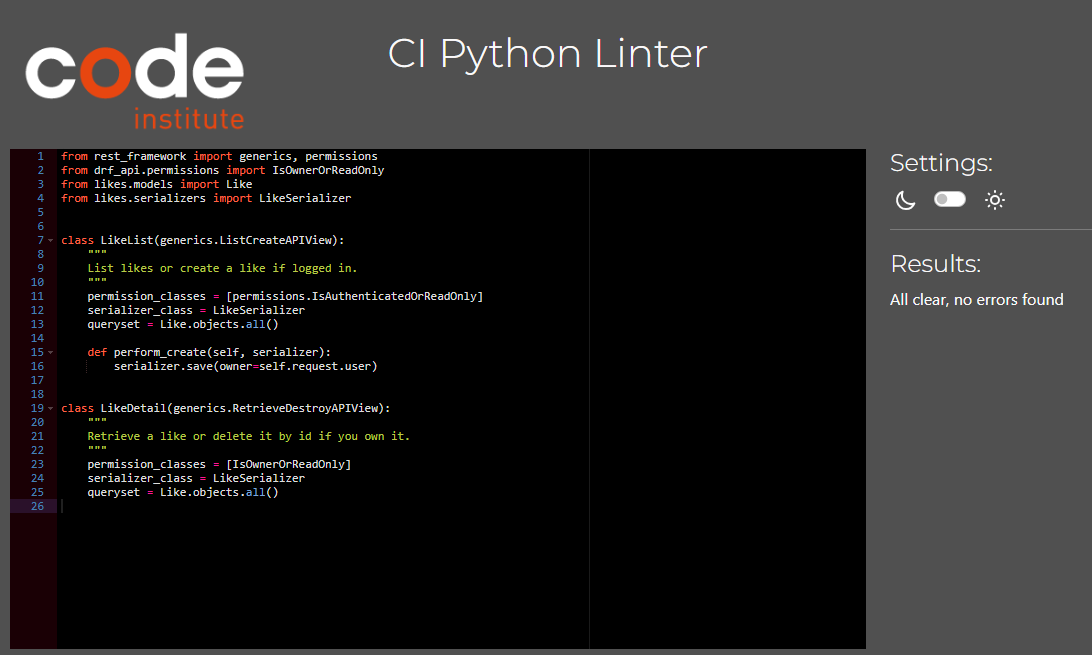 code
institute
CI Python Linter
1 from rest_framework import generics, permissions
2 from drf_api.permissions import IsOwnerOrReadOnly
3 from likes.models import Like
4 from likes.serializers import LikeSerializer
5
6
7 class LikeList(generics.ListCreateAPIView):
8     """
9     List likes or create a like if logged in.
10     """
11     permission_classes = [permissions.IsAuthenticatedOrReadOnly]
12     serializer_class = LikeSerializer
13     queryset = Like.objects.all()
14
15     def perform_create(self, serializer):
16         serializer.save(owner=self.request.user)
17
18
19 class LikeDetail(generics.RetrieveDestroyAPIView):
20     """
21     Retrieve a like or delete it by id if you own it.
22     """
23     permission_classes = [IsOwnerOrReadOnly]
24     serializer_class = LikeSerializer
25     queryset = Like.objects.all()
26
Settings:
Results:
All clear, no errors found